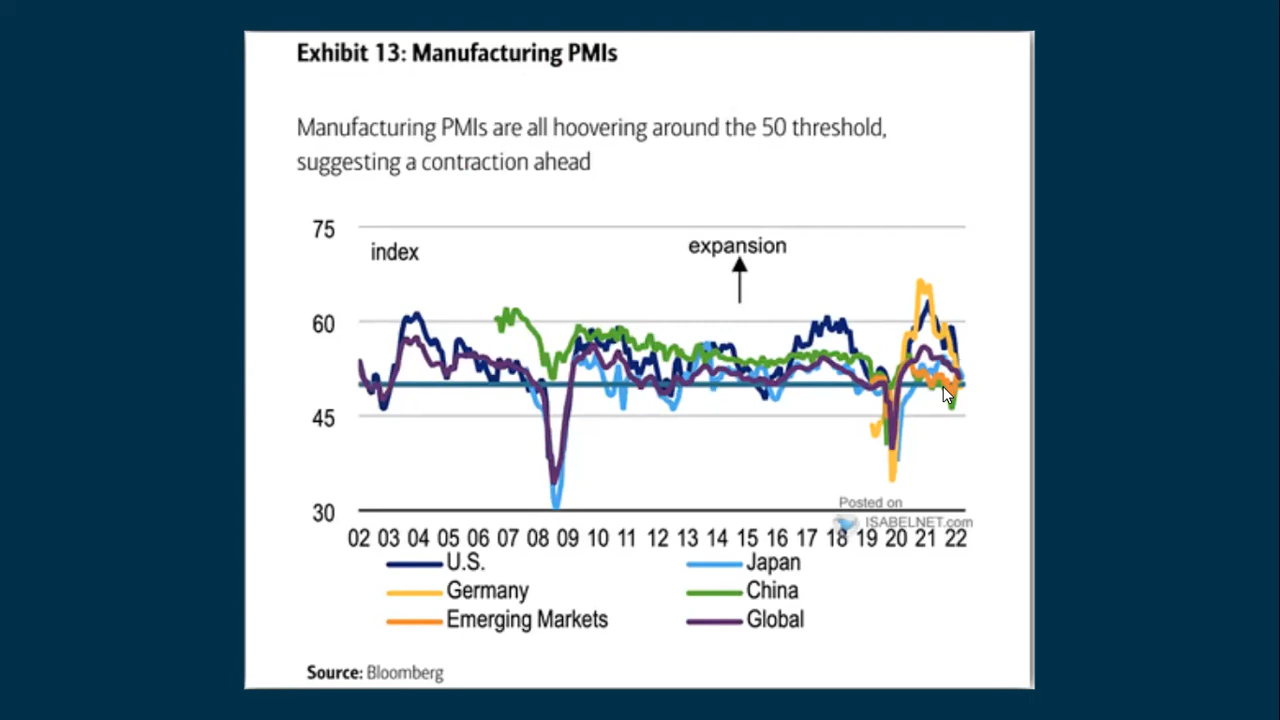 Exhibit 13: Manufacturing PMIs
Manufacturing PMIs are all hoovering around the 50 threshold,
suggesting a contraction ahead
75
index
expansion
60
45
30
Posted on
ISABELNET.com
02 03 04 05 06 07 08 09 10 11 12 13 14 15 16 17 18 19 20 21 22
U.S. Japan
Germany China
Emerging Markets Global
Source: Bloomberg